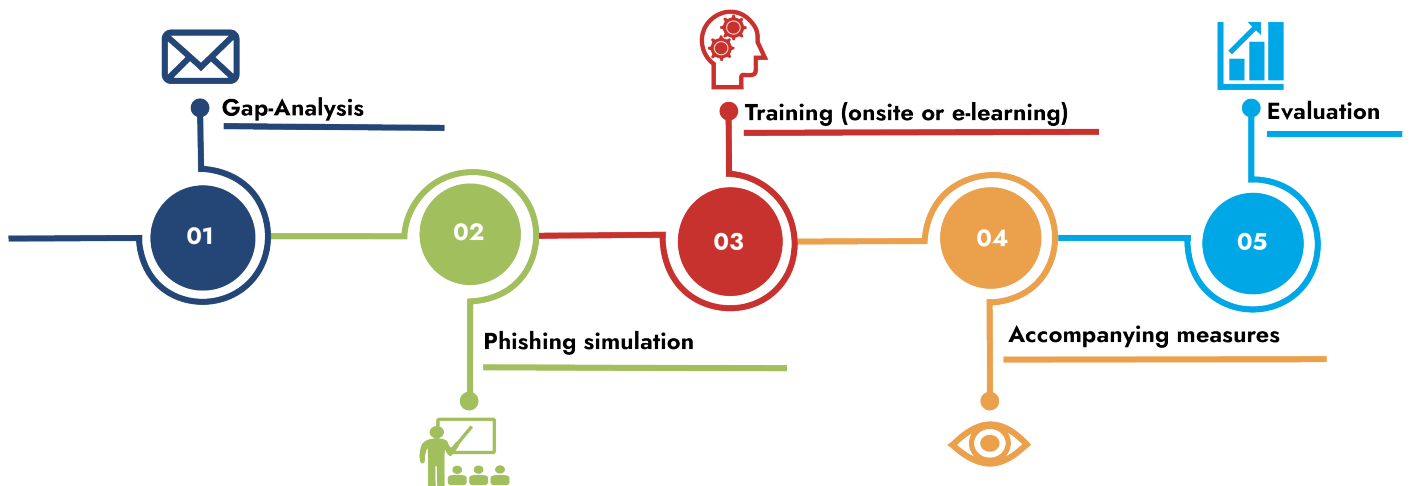 Gap-Analysis
01
Phishing simulation
02
Training (onsite or e-learning)
03
Accompanying measures
04
Evaluation
05